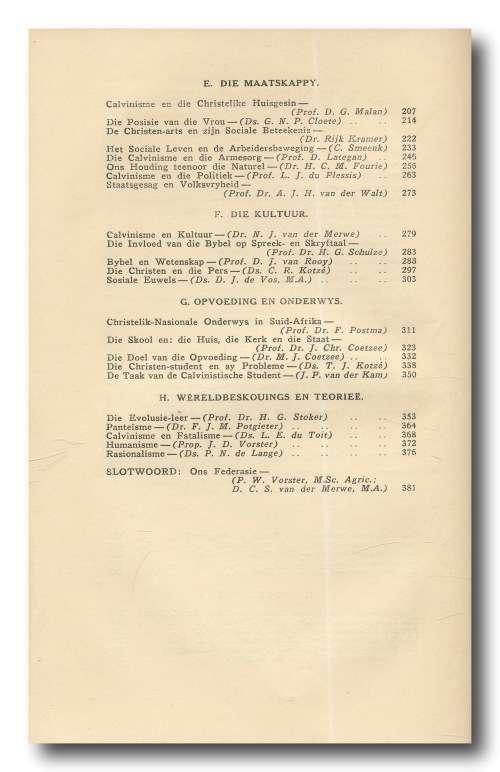 E. DIE MAATSKAPPY.
Calvinisme en die Christelike Huisgesin —
(Prof. D. G. Malan) 207
Die Posisie van die Vrou — (Ds. G. N. P. Cloete) .. .. 214
De Christen-arts en zijn Sociale Beteekenis —
(Dr. Rijk Kramer) 222
Het Sociale Leven en de Arbeidersbeweging — (C. Smeenk) 233
Die Calvinisme en die Armesorg — (Prof. D. Lategan) .. 246
Ons Houding teenoor die Naturel — (Dr. H. C. M. Fourie) 256
Calvinisme en die Politiek — (Prof. L. J. du Plessis) .. 263
Staatsgesag en Volksvryheid —
(Prof. Dr. A. J. H. van der Walt) 273
F. DIE KULTUUR.
Calvinisme en Kultuur — (Dr. N. J. van der Merwe) .. 279
Die Invloed van die Bybel op Spreek- en Skryftaal —
(Prof. Dr. H. G. Schulze) 283
Bybel en Wetenskap — (Prof. D. J. van Rooy) .. .. 288
Die Christen en die Pers — (Ds. C. R. Kotzé) .. .. 297
Sosiale Euwels — (Ds. D. J. de Vos, M.A.) .. .. .. 303
G. OPVOEDING EN ONDERWYS.
Christelik-Nasionale Onderwys in Suid-Afrika —
(Prof. Dr. F. Postma) 311
Die Skool en: die Huis, die Kerk en die Staat —
(Prof. Dr. J. Chr. Coetzee) 323
Die Doel van die Opvoeding — (Dr. M. J. Coetzee) .. .. 332
Die Christen-student en sy Probleme — (Ds. T. J. Kotzé) 338
De Taak van de Calvinistische Student — (J. P. van der Kam) 350
H. WÊRELDBESKOUINGS EN TEORIEË.
Die Evolusie-leer — (Prof. Dr. H. G. Stoker) .. .. 353
Panteïsme — (Dr. F. J. M. Potgieter) .. .. .. .. 364
Calvinisme en Fatalisme — (Ds. L. E. du Toit) .. .. 368
Humanisme — (Prop. J. D. Vorster) .. .. .. .. 372
Rasionalisme — (Ds. P. N. de Lange) .. .. .. .. 376
SLOTWOORD: Ons Federasie —
(P. W. Vorster, M.Sc. Agric.;
D. C. S. van der Merwe, M.A.) 381